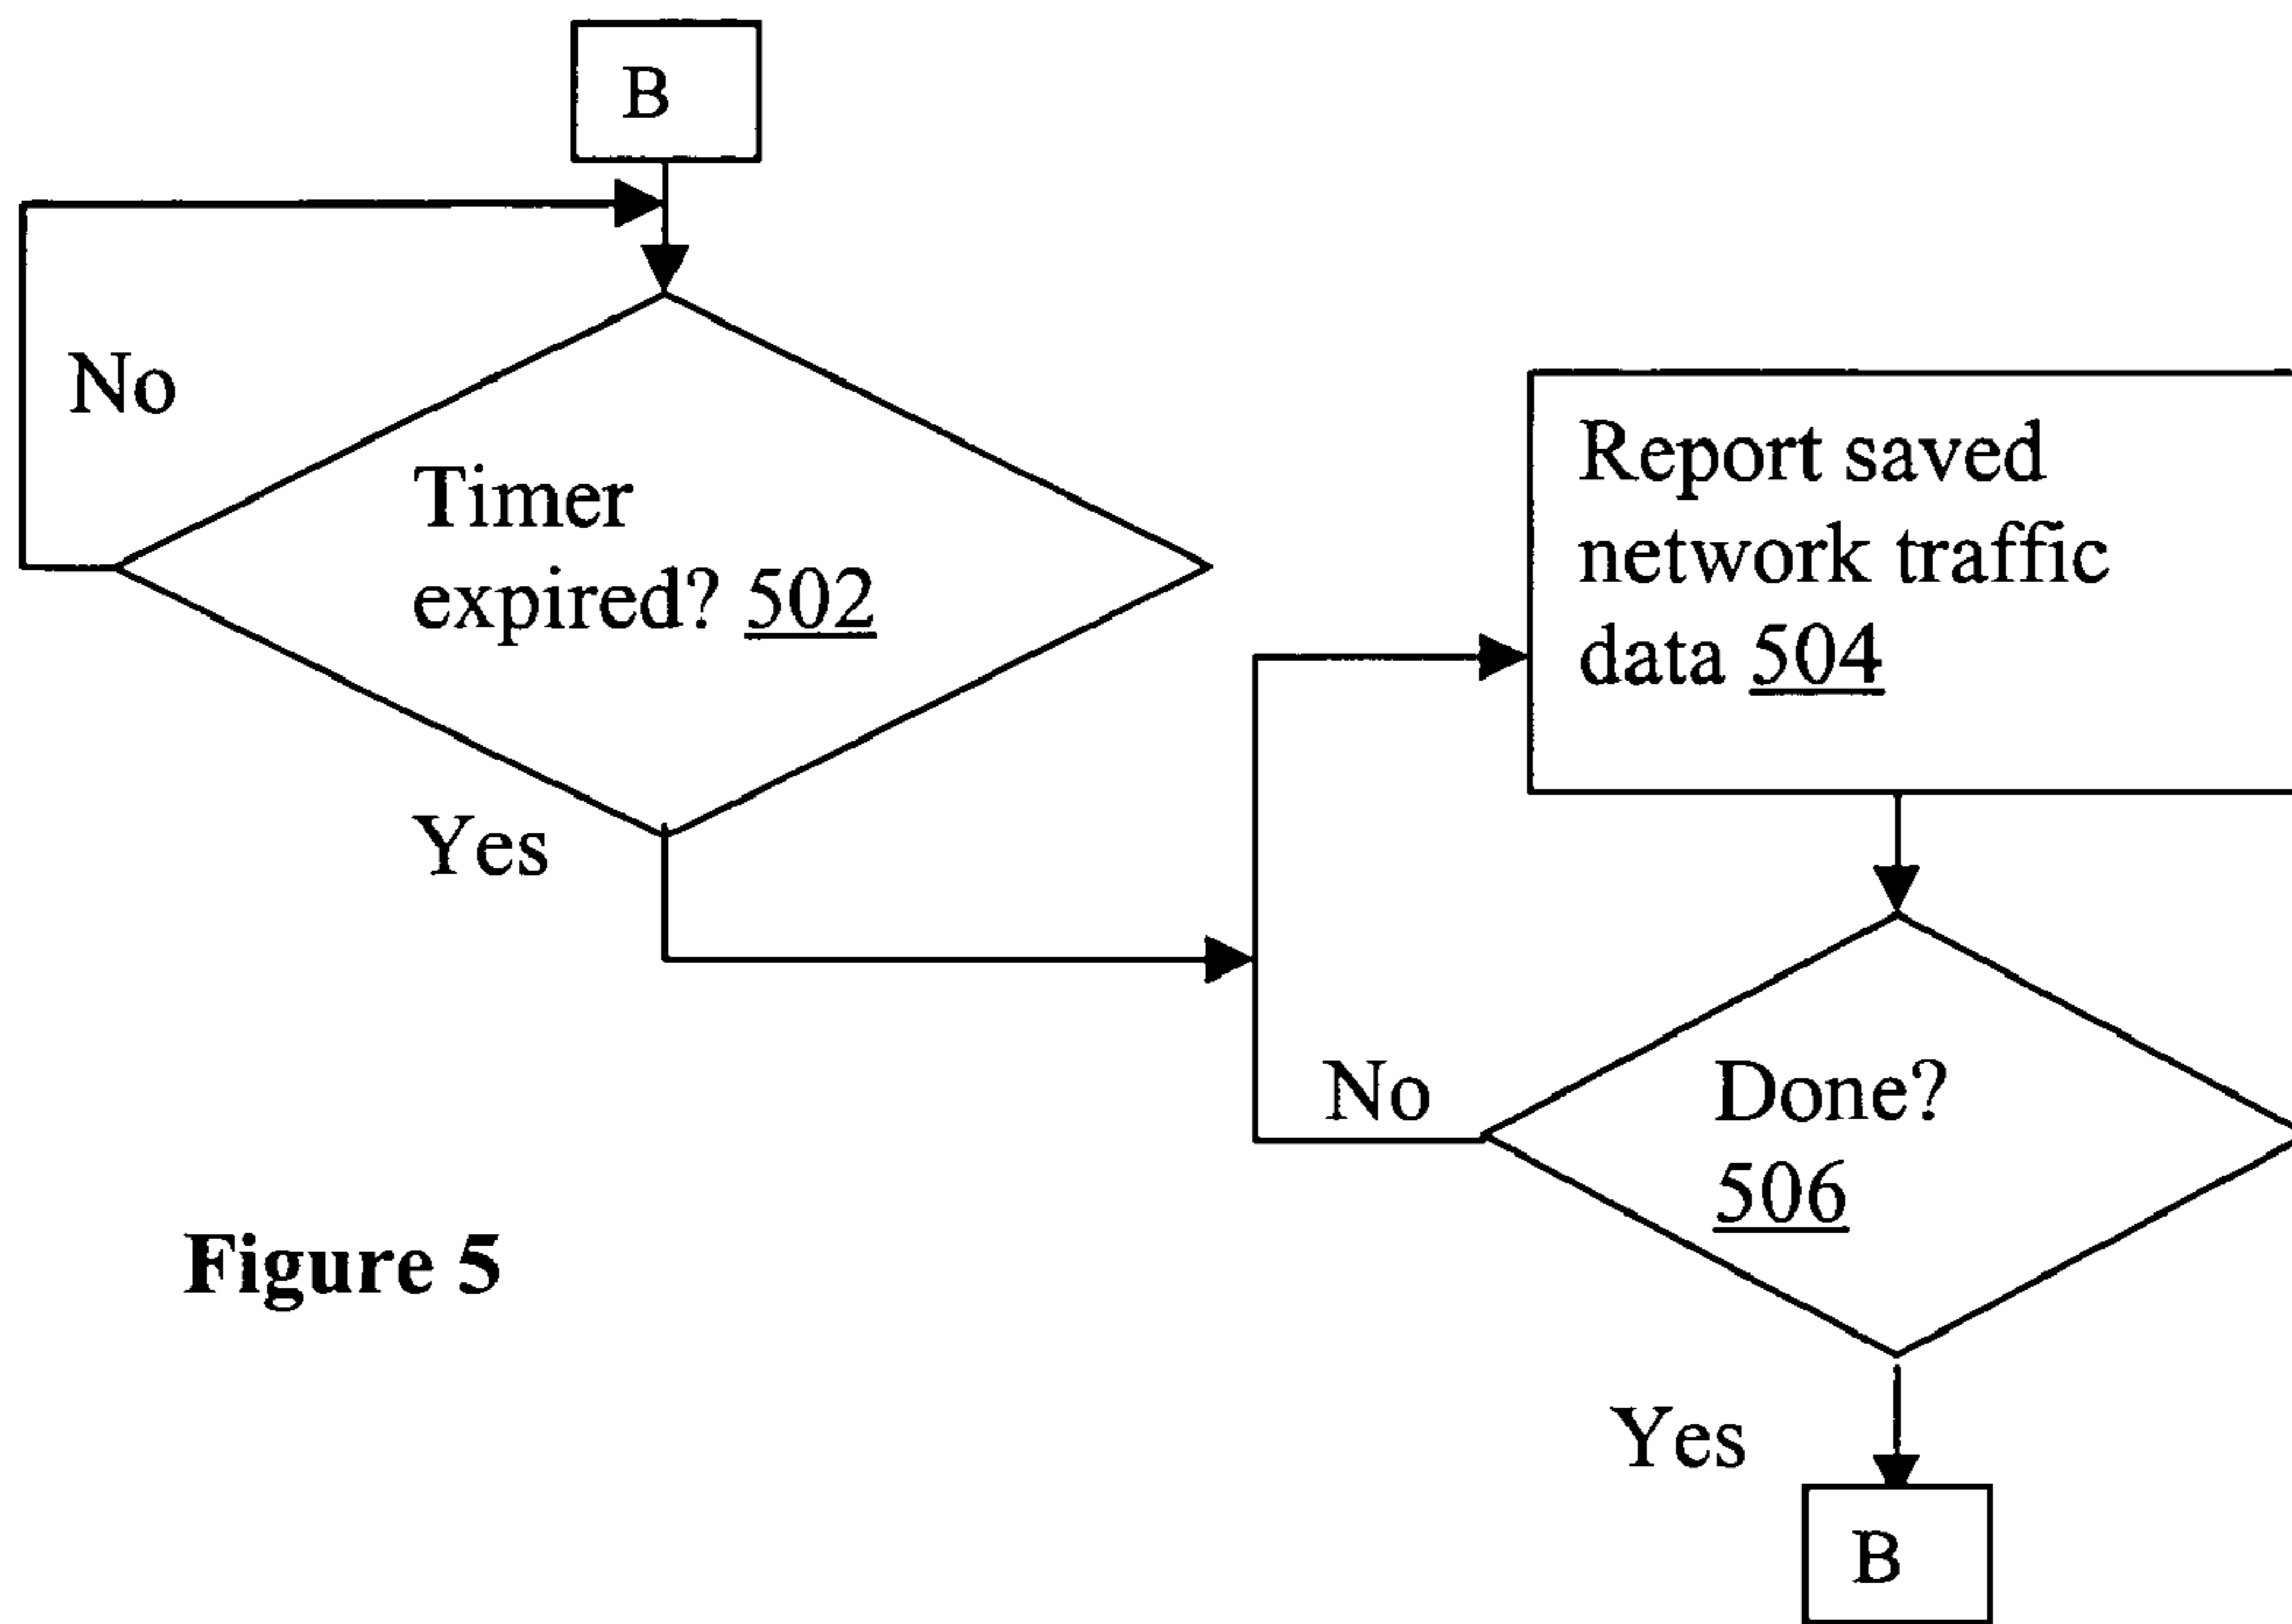 B
No
Timer
expired? 502
Yes
Report saved
network traffic
data 504
No
Done?
506
Yes
B
Figure 5